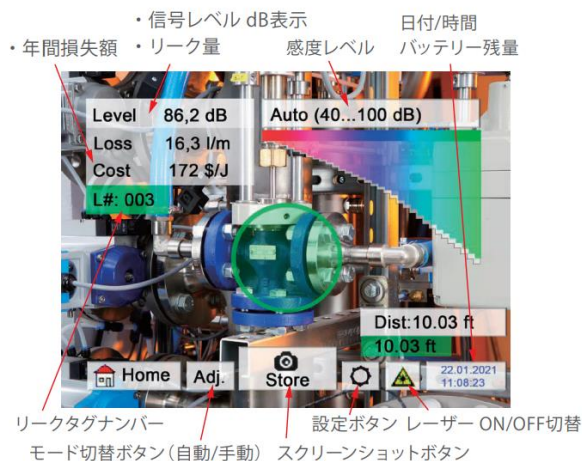 ・信号レベル dB表示
・年間損失額 ・リーク量
感度レベル
日付/時間
バッテリー残量
Level 86,2 dB
Auto (40...100 dB)
Loss 16,3 l/m
Cost 172 $/J
L#: 003
Dist:10.03 ft
10.03 ft
Home
Adj.
Store
22.01.2021
11:08:23
リークタグナンバー
設定ボタン レーザー ON/OFF切替
モード切替ボタン(自動/手動) スクリーンショットボタン